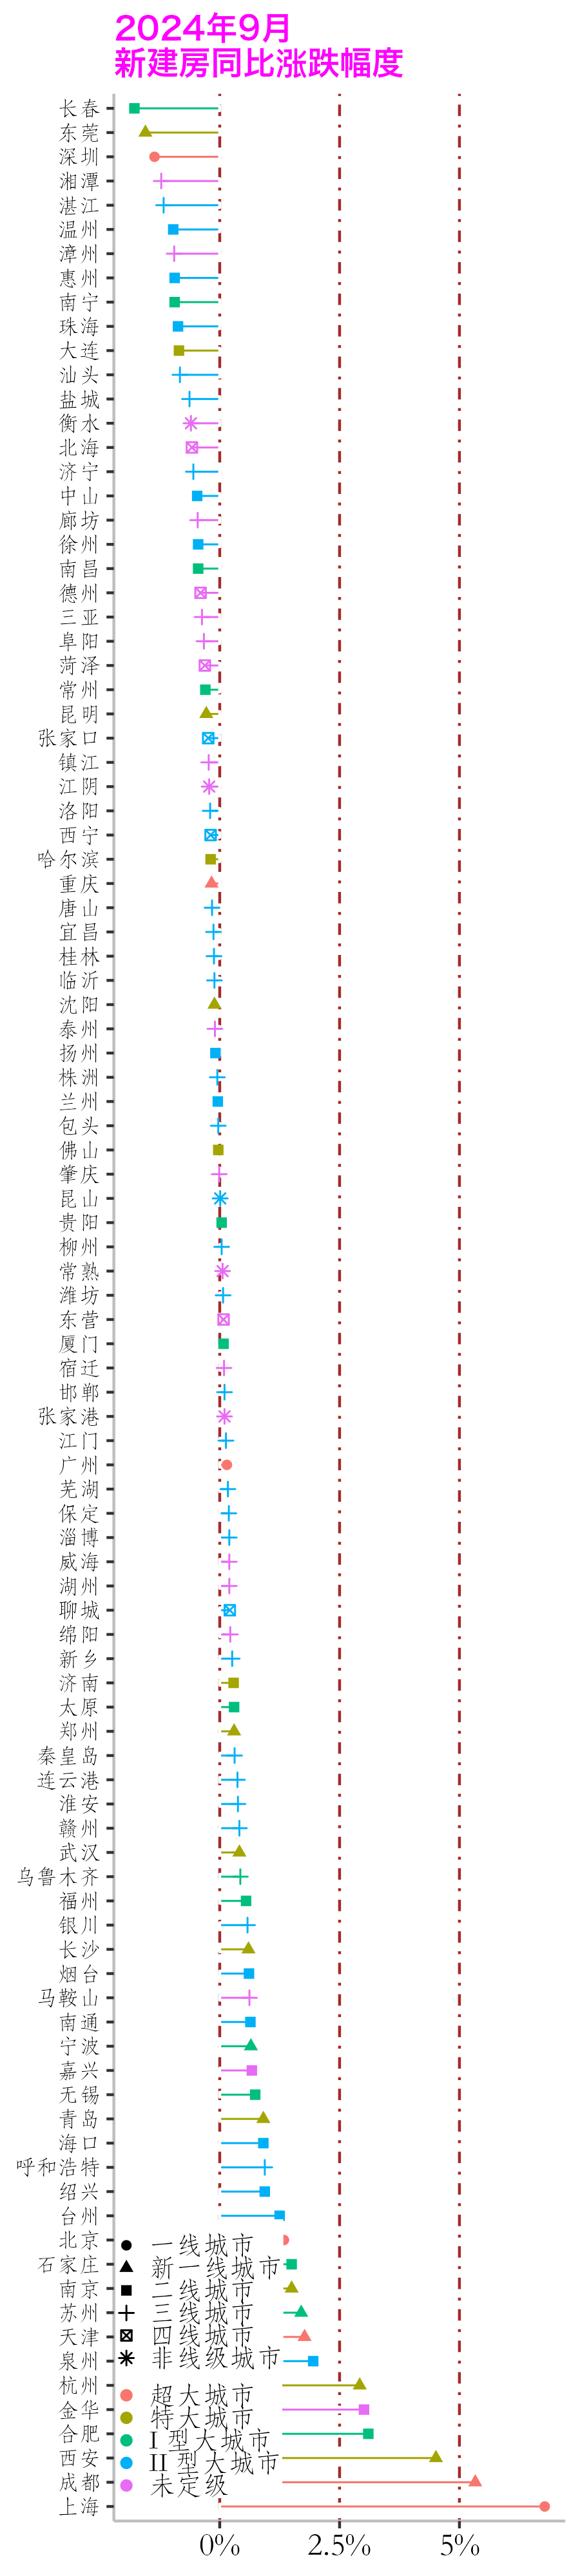 2024年9月
新建房同比涨跌幅度
长春
东莞
深圳
湘潭
湛江
温州
漳州
惠州
南宁
珠海
大连
汕头
盐城
衡水
北海
济宁
中山
廊坊
徐州
南昌
德州
三亚
阜阳
菏泽
常州
昆明
张家口
镇江
江阴
洛阳
西宁
哈尔滨
重庆
唐山
宜昌
桂林
临沂
沈阳
泰州
扬州
株洲
兰州
包头
佛山
肇庆
昆山
贵阳
柳州
常熟
潍坊
东营
厦门
宿迁
邯郸
张家港
江门
广州
芜湖
保定
淄博
威海
湖州
聊城
绵阳
新乡
济南
太原
郑州
秦皇岛
连云港
淮安
赣州
武汉
乌鲁木齐
福州
银川
长沙
烟台
马鞍山
南通
宁波
嘉兴
无锡
青岛
海口
呼和浩特
绍兴
台州
北京
石家庄
南京
苏州
天津
泉州
杭州
金华
合肥
西安
成都
上海
一线城市
新一线城市
二线城市
三线城市
四线城市
非线级城市
超大城市
特大城市
I 型大城市
II 型大城市
未定级
0% 2.5% 5%